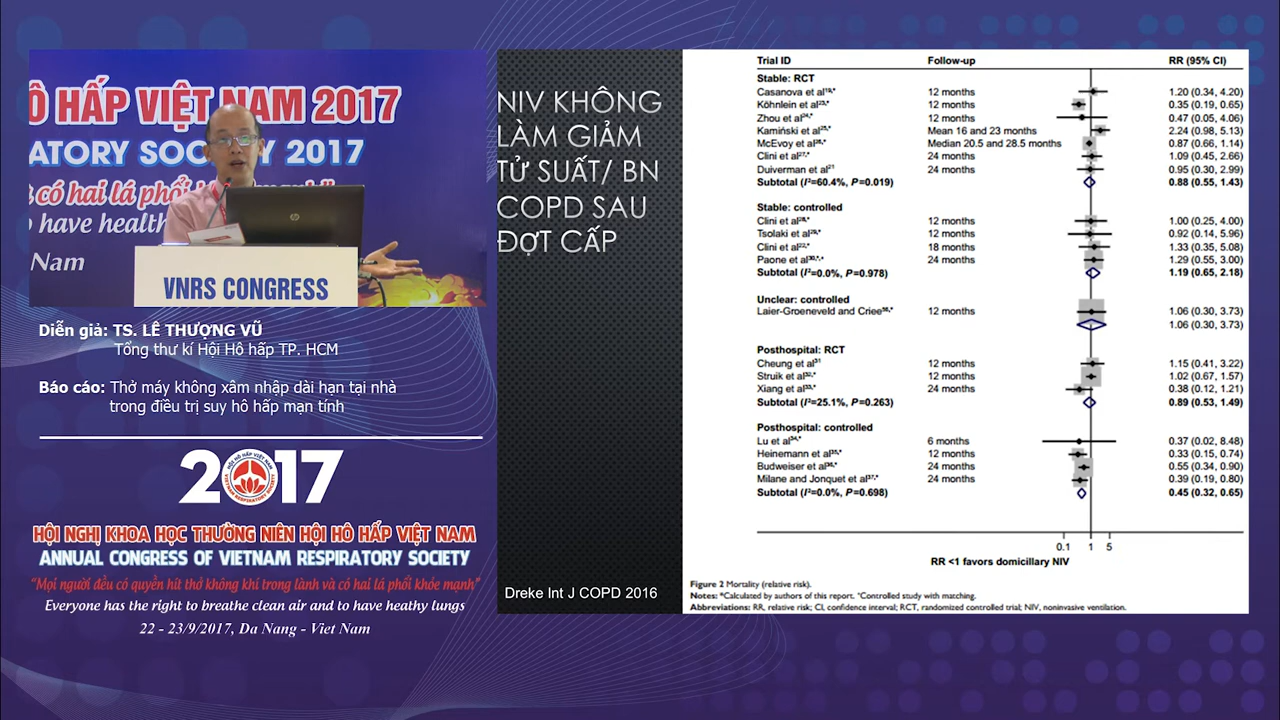 Ô HẤP VIỆT NAM 2017
ATORY SOCIETY 2017
có hai lá phổi
have health
Nam
hp
VNRS CONGRESS
Diễn giả: TS. LÊ THƯỢNG VŨ
Tổng thư kí Hội Hô hấp TP. HCM
Báo cáo: Thở máy không xâm nhập dài hạn tại nhà
trong điều trị suy hô hấp mạn tính
2017
HỘI HÔ HẤP VIỆT NAM
VIETNAM RESPIRATORY SOCIETY
HỘI NGHỊ KHOA HỌC THƯỜNG NIÊN HỘI HÔ HẤP VIỆT NAM
ANNUAL CONGRESS OF VIETNAM RESPIRATORY SOCIETY
"Mọi người đều có quyền hít thở không khí trong lành và có hai lá phổi khỏe mạnh"
Everyone has the right to breathe clean air and to have heathy lungs
22 - 23/9/2017, Da Nang - Viet Nam
NIV KHÔNG
LÀM GIẢM
TỬ SUẤT/ BN
COPD SAU
ĐỢT CẤP
Dreke Int J COPD 2016
Trial ID Follow-up RR (95% CI)
Stable: RCT
Casanova et al 12 months 1.20 (0.34, 4.20)
Köhnlein et al 12 months 0.35 (0.19, 0.65)
Zhou et al 12 months 0.47 (0.05, 4.06)
Kamiński et al Mean 16 and 23 months 2.24 (0.98, 5.13)
McEvoy et al Median 20.5 and 28.5 months 0.87 (0.66, 1.14)
Clini et al 24 months 1.09 (0.45, 2.66)
Duiverman et al 24 months 0.95 (0.30, 2.99)
Subtotal (I²=60.4%, P=0.019) 0.88 (0.55, 1.43)
Stable: controlled
Clini et al 12 months 1.00 (0.25, 4.00)
Tsolaki et al 12 months 0.92 (0.14, 5.96)
Clini et al 18 months 1.33 (0.35, 5.08)
Paone et al 24 months 1.29 (0.55, 3.00)
Subtotal (I²=0.0%, P=0.978) 1.19 (0.65, 2.18)
Unclear: controlled
Laier-Groeneveld and Criee 12 months 1.06 (0.30, 3.73)
1.06 (0.30, 3.73)
Posthospital: RCT
Cheung et al 12 months 1.15 (0.41, 3.22)
Struik et al 12 months 1.02 (0.67, 1.57)
Xiang et al 24 months 0.38 (0.12, 1.21)
Subtotal (I²=25.1%, P=0.263) 0.89 (0.53, 1.49)
Posthospital: controlled
Lu et al 6 months 0.37 (0.02, 8.48)
Heinemann et al 12 months 0.33 (0.15, 0.74)
Budweiser et al 24 months 0.55 (0.34, 0.90)
Milane and Jonquet et al 24 months 0.39 (0.19, 0.80)
Subtotal (I²=0.0%, P=0.698) 0.45 (0.32, 0.65)
0.1 1 5
RR <1 favors domicillary NIV
Figure 2 Mortality (relative risk).
Notes: *Calculated by authors of this report. ⁺Controlled study with matching.
Abbreviations: RR, relative risk; CI, confidence interval; RCT, randomized controlled trial; NIV, noninvasive ventilation.